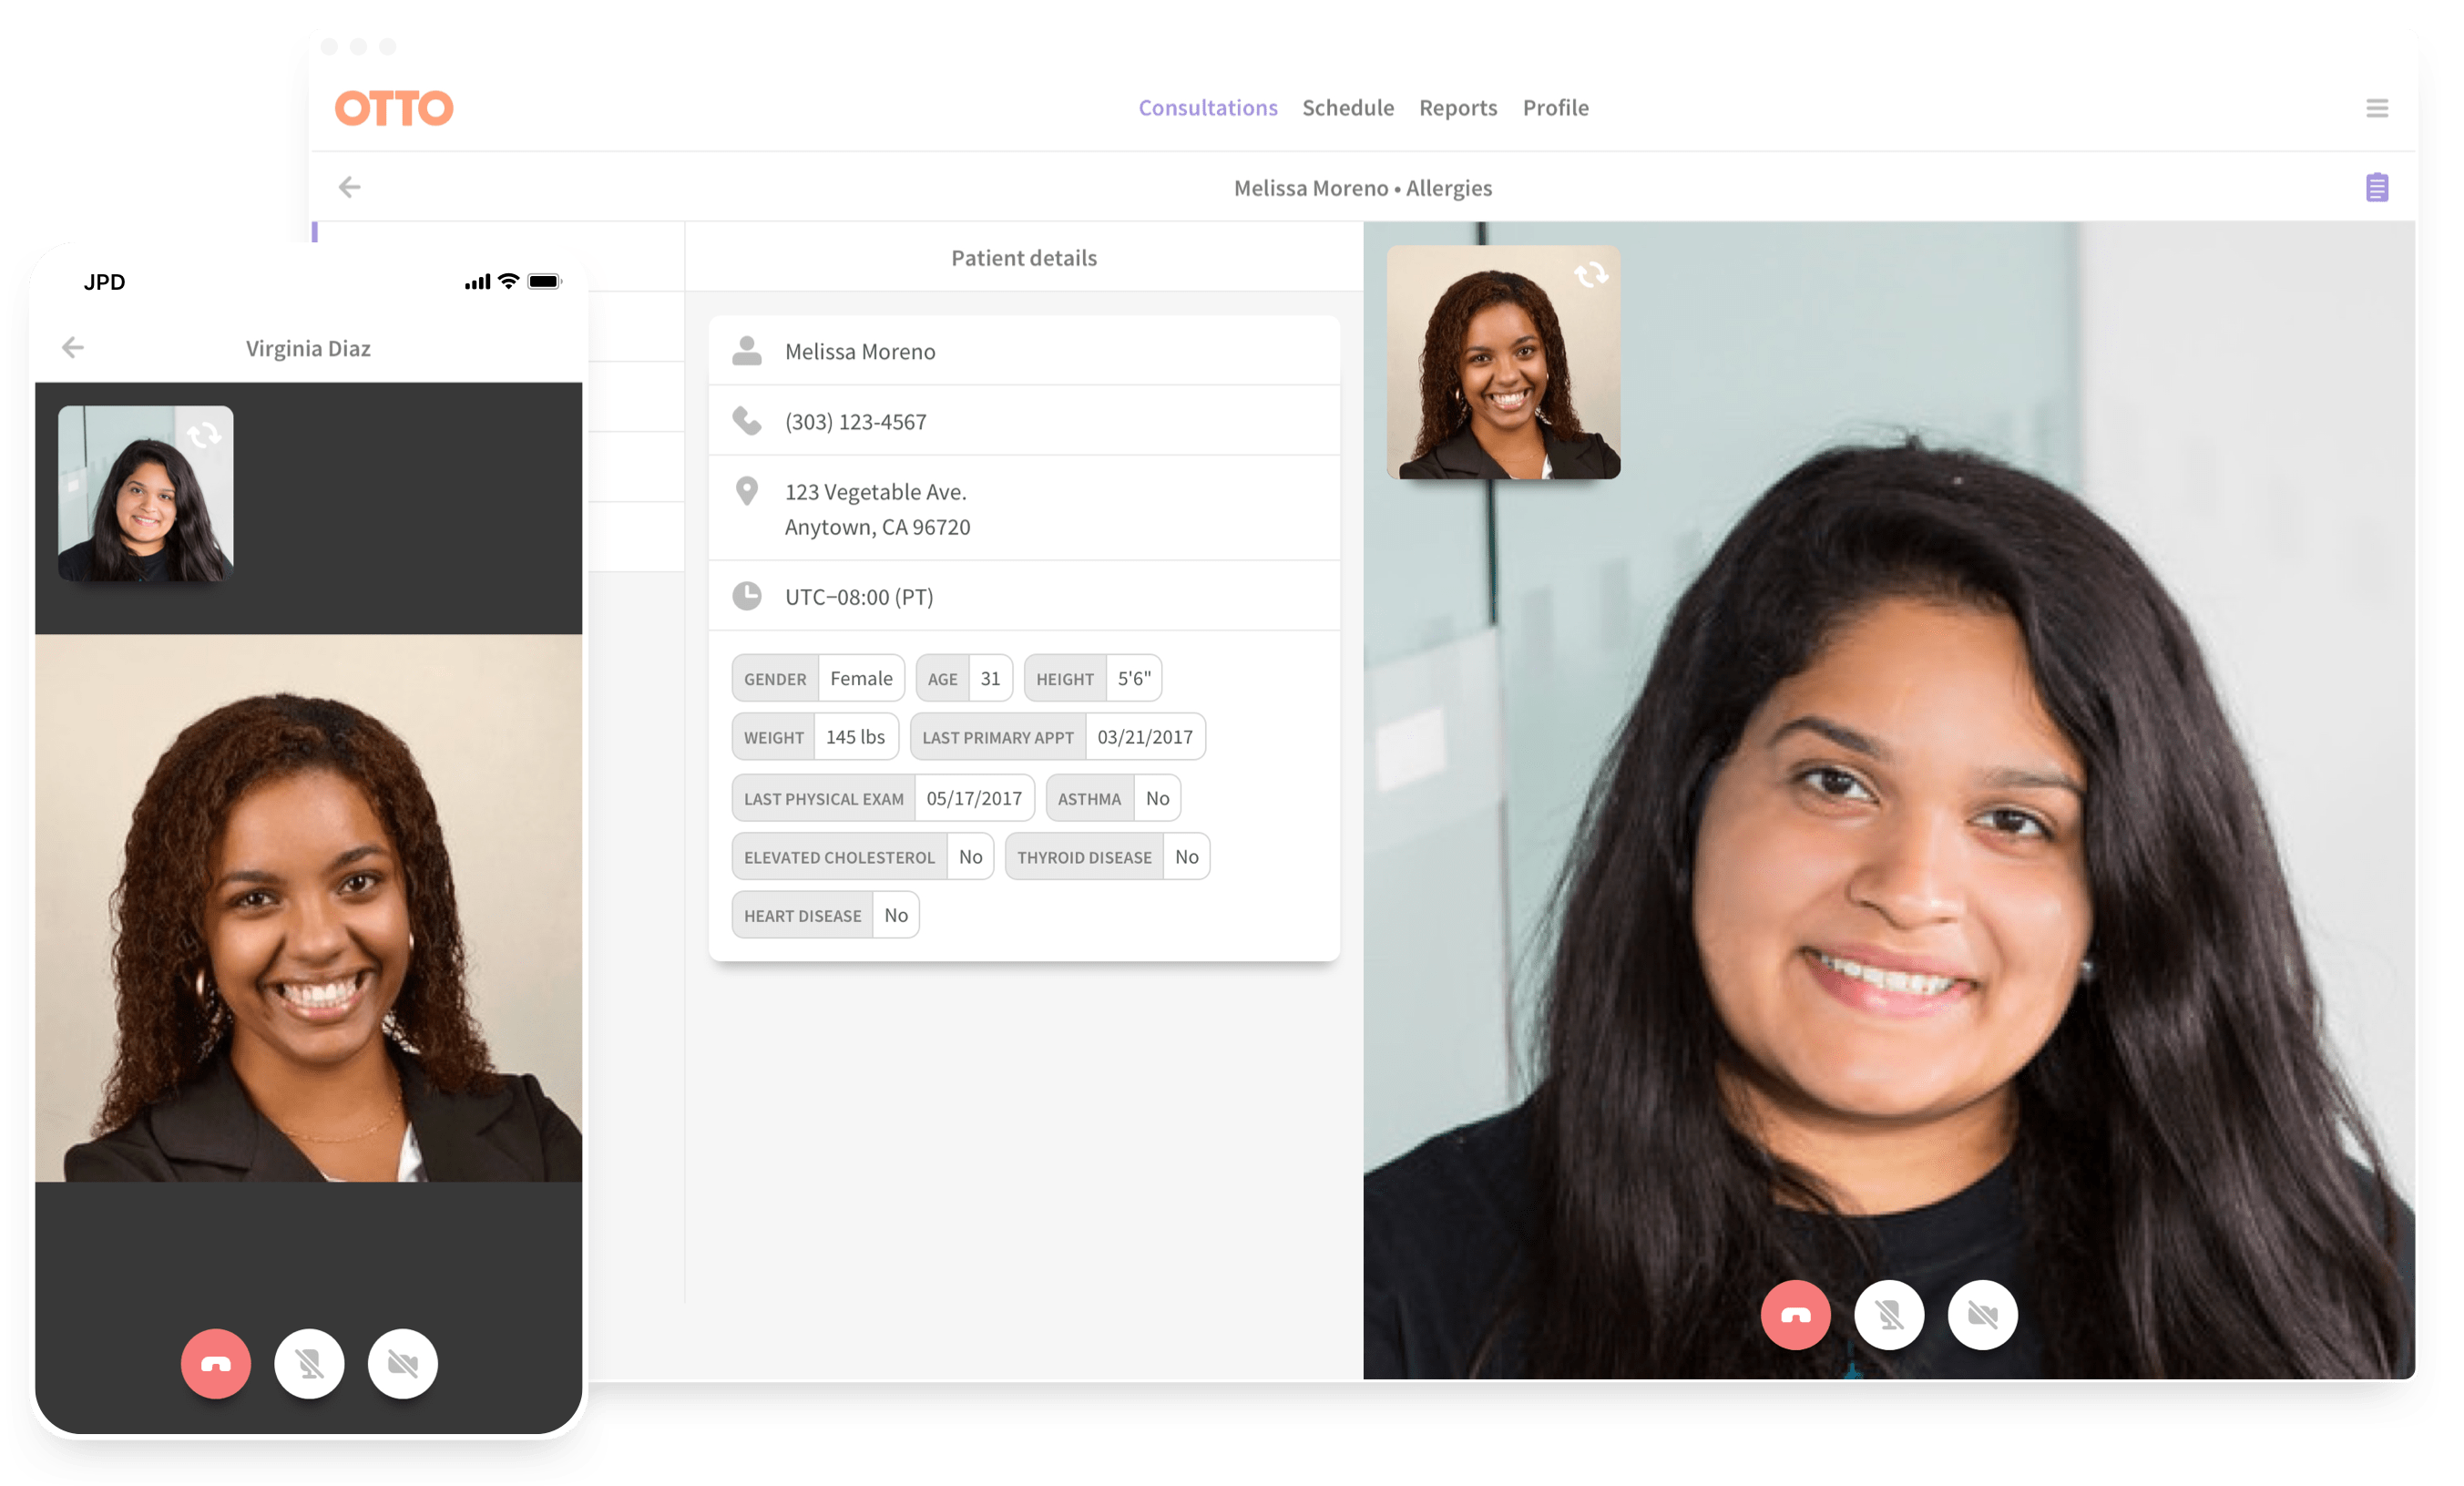 OTTO
Consultations Schedule Reports Profile
Melissa Moreno • Allergies
JPD
Virginia Diaz
Patient details
Melissa Moreno
(303) 123-4567
123 Vegetable Ave.
Anytown, CA 96720
UTC−08:00 (PT)
GENDER Female AGE 31 HEIGHT 5'6"
WEIGHT 145 lbs LAST PRIMARY APPT 03/21/2017
LAST PHYSICAL EXAM 05/17/2017 ASTHMA No
ELEVATED CHOLESTEROL No THYROID DISEASE No
HEART DISEASE No